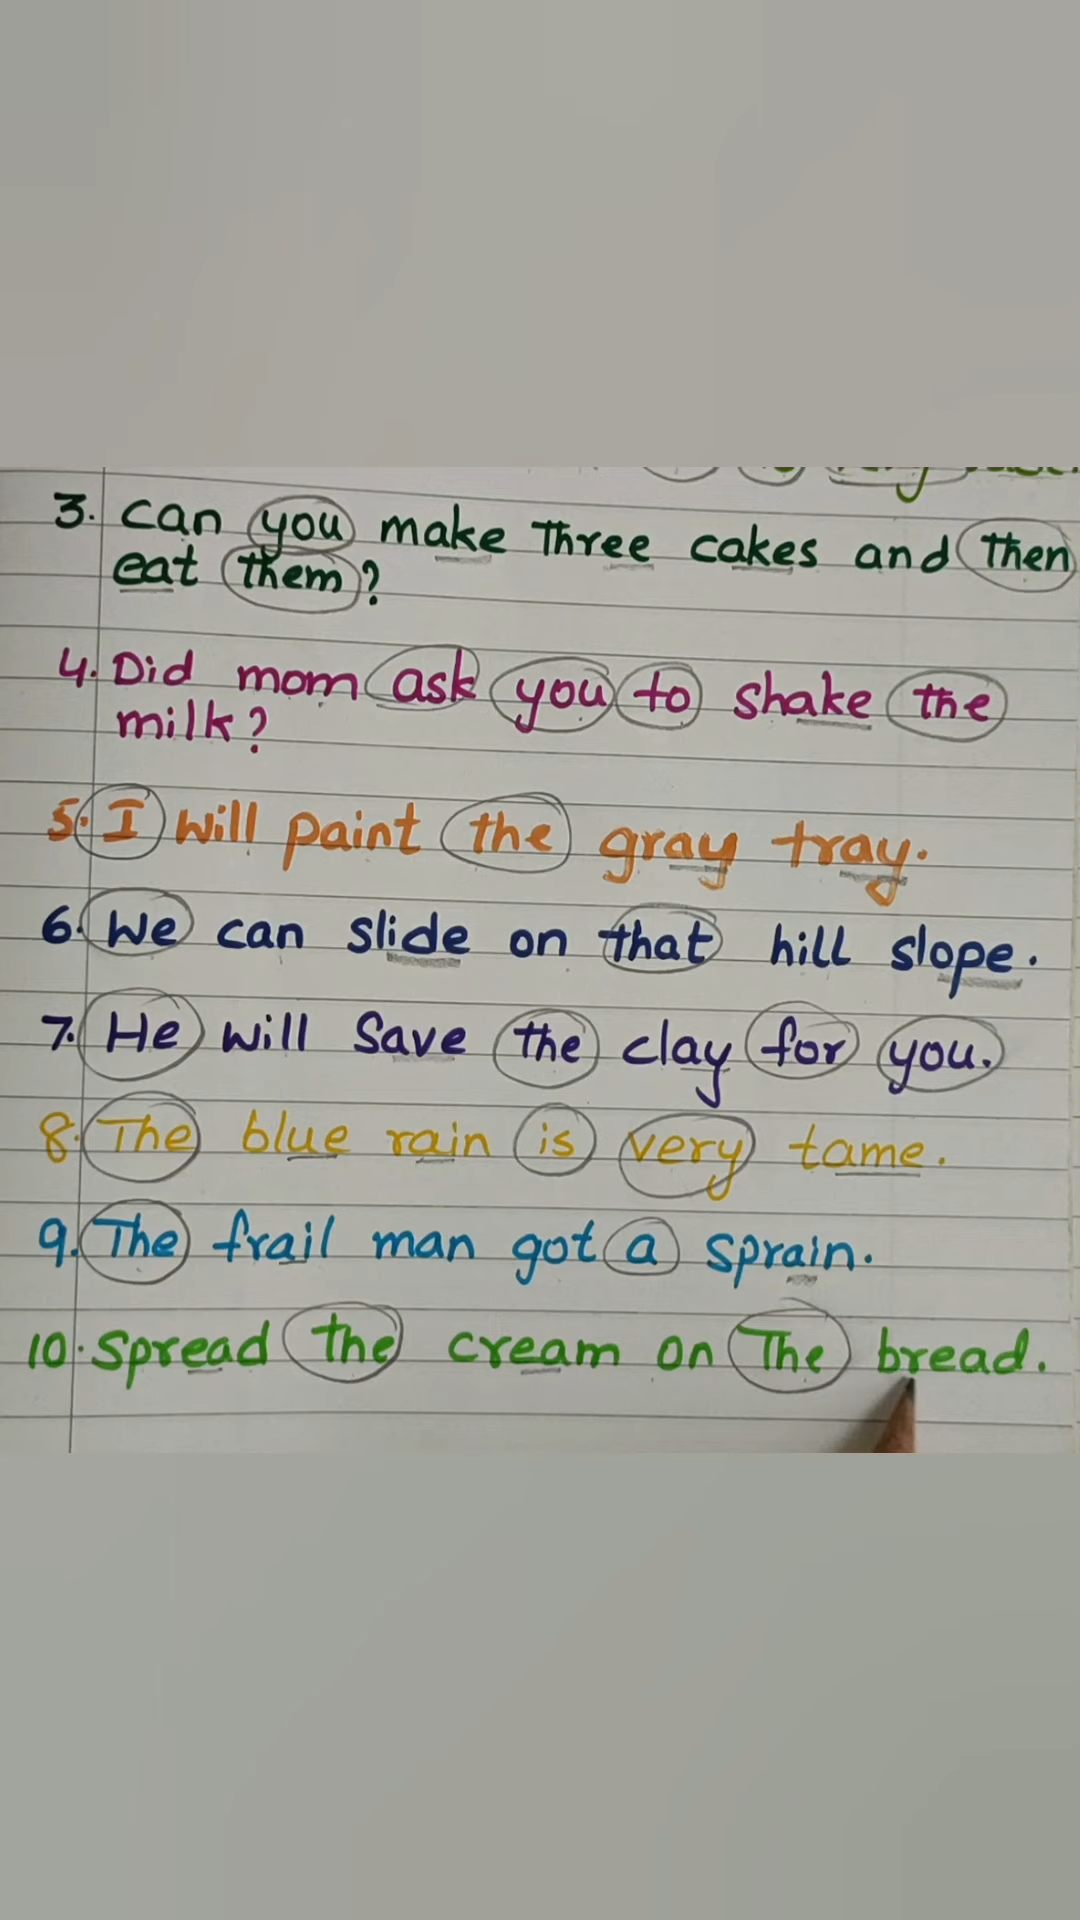 3. Can you make Three cakes and then
eat them?
4. Did mom ask you to shake the
milk?
5. I will paint the gray tray.
6. We can slide on that hill slope.
7. He will Save the clay for you.
8. The blue rain is very tame.
9. The frail man got a sprain.
10. Spread the cream on The bread.